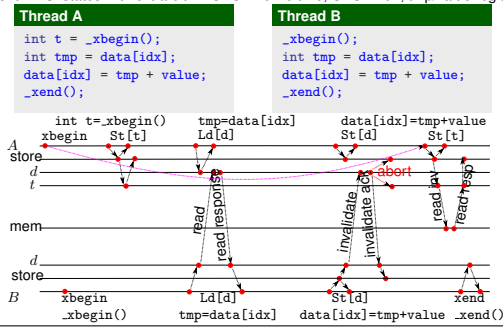 Thread A
int t = _xbegin();
int tmp = data[idx];
data[idx] = tmp + value;
_xend();
Thread B
_xbegin();
int tmp = data[idx];
data[idx] = tmp + value;
_xend();
int t=_xbegin() tmp=data[idx] data[idx]=tmp+value
xbegin St[t] Ld[d] St[d] St[t]
A
store
d
t
abort
read
read response
invalidate
invalidate ack
read inv
read resp
mem
d
store
B
xbegin Ld[d] St[d] xend
_xbegin() tmp=data[idx] data[idx]=tmp+value _xend()